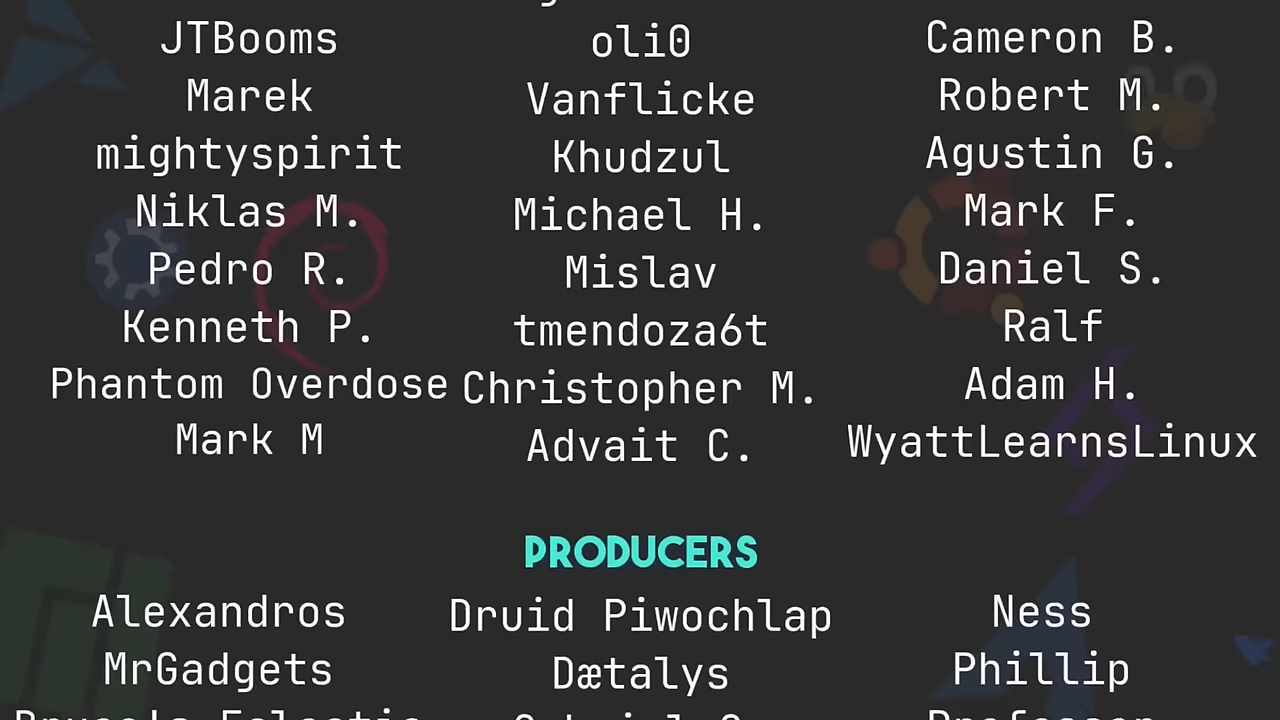 JTBooms oli0 Cameron B.
Marek Vanflicke Robert M.
mightyspirit Khudzul Agustin G.
Niklas M. Michael H. Mark F.
Pedro R. Mislav Daniel S.
Kenneth P. tmendoza6t Ralf
Phantom Overdose Christopher M. Adam H.
Mark M Advait C. WyattLearnsLinux
PRODUCERS
Alexandros Druid Piwochlap Ness
MrGadgets Dætalys Phillip